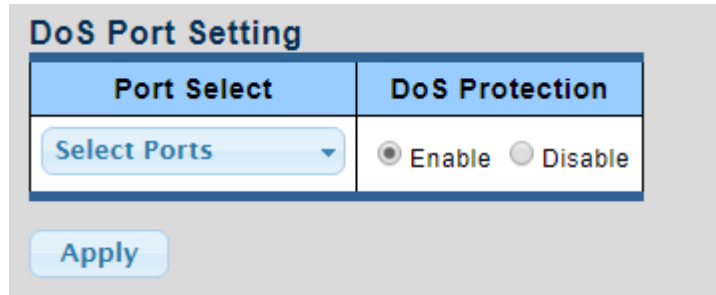 DoS Port Setting
Port Select DoS Protection
Select Ports Enable Disable
Apply